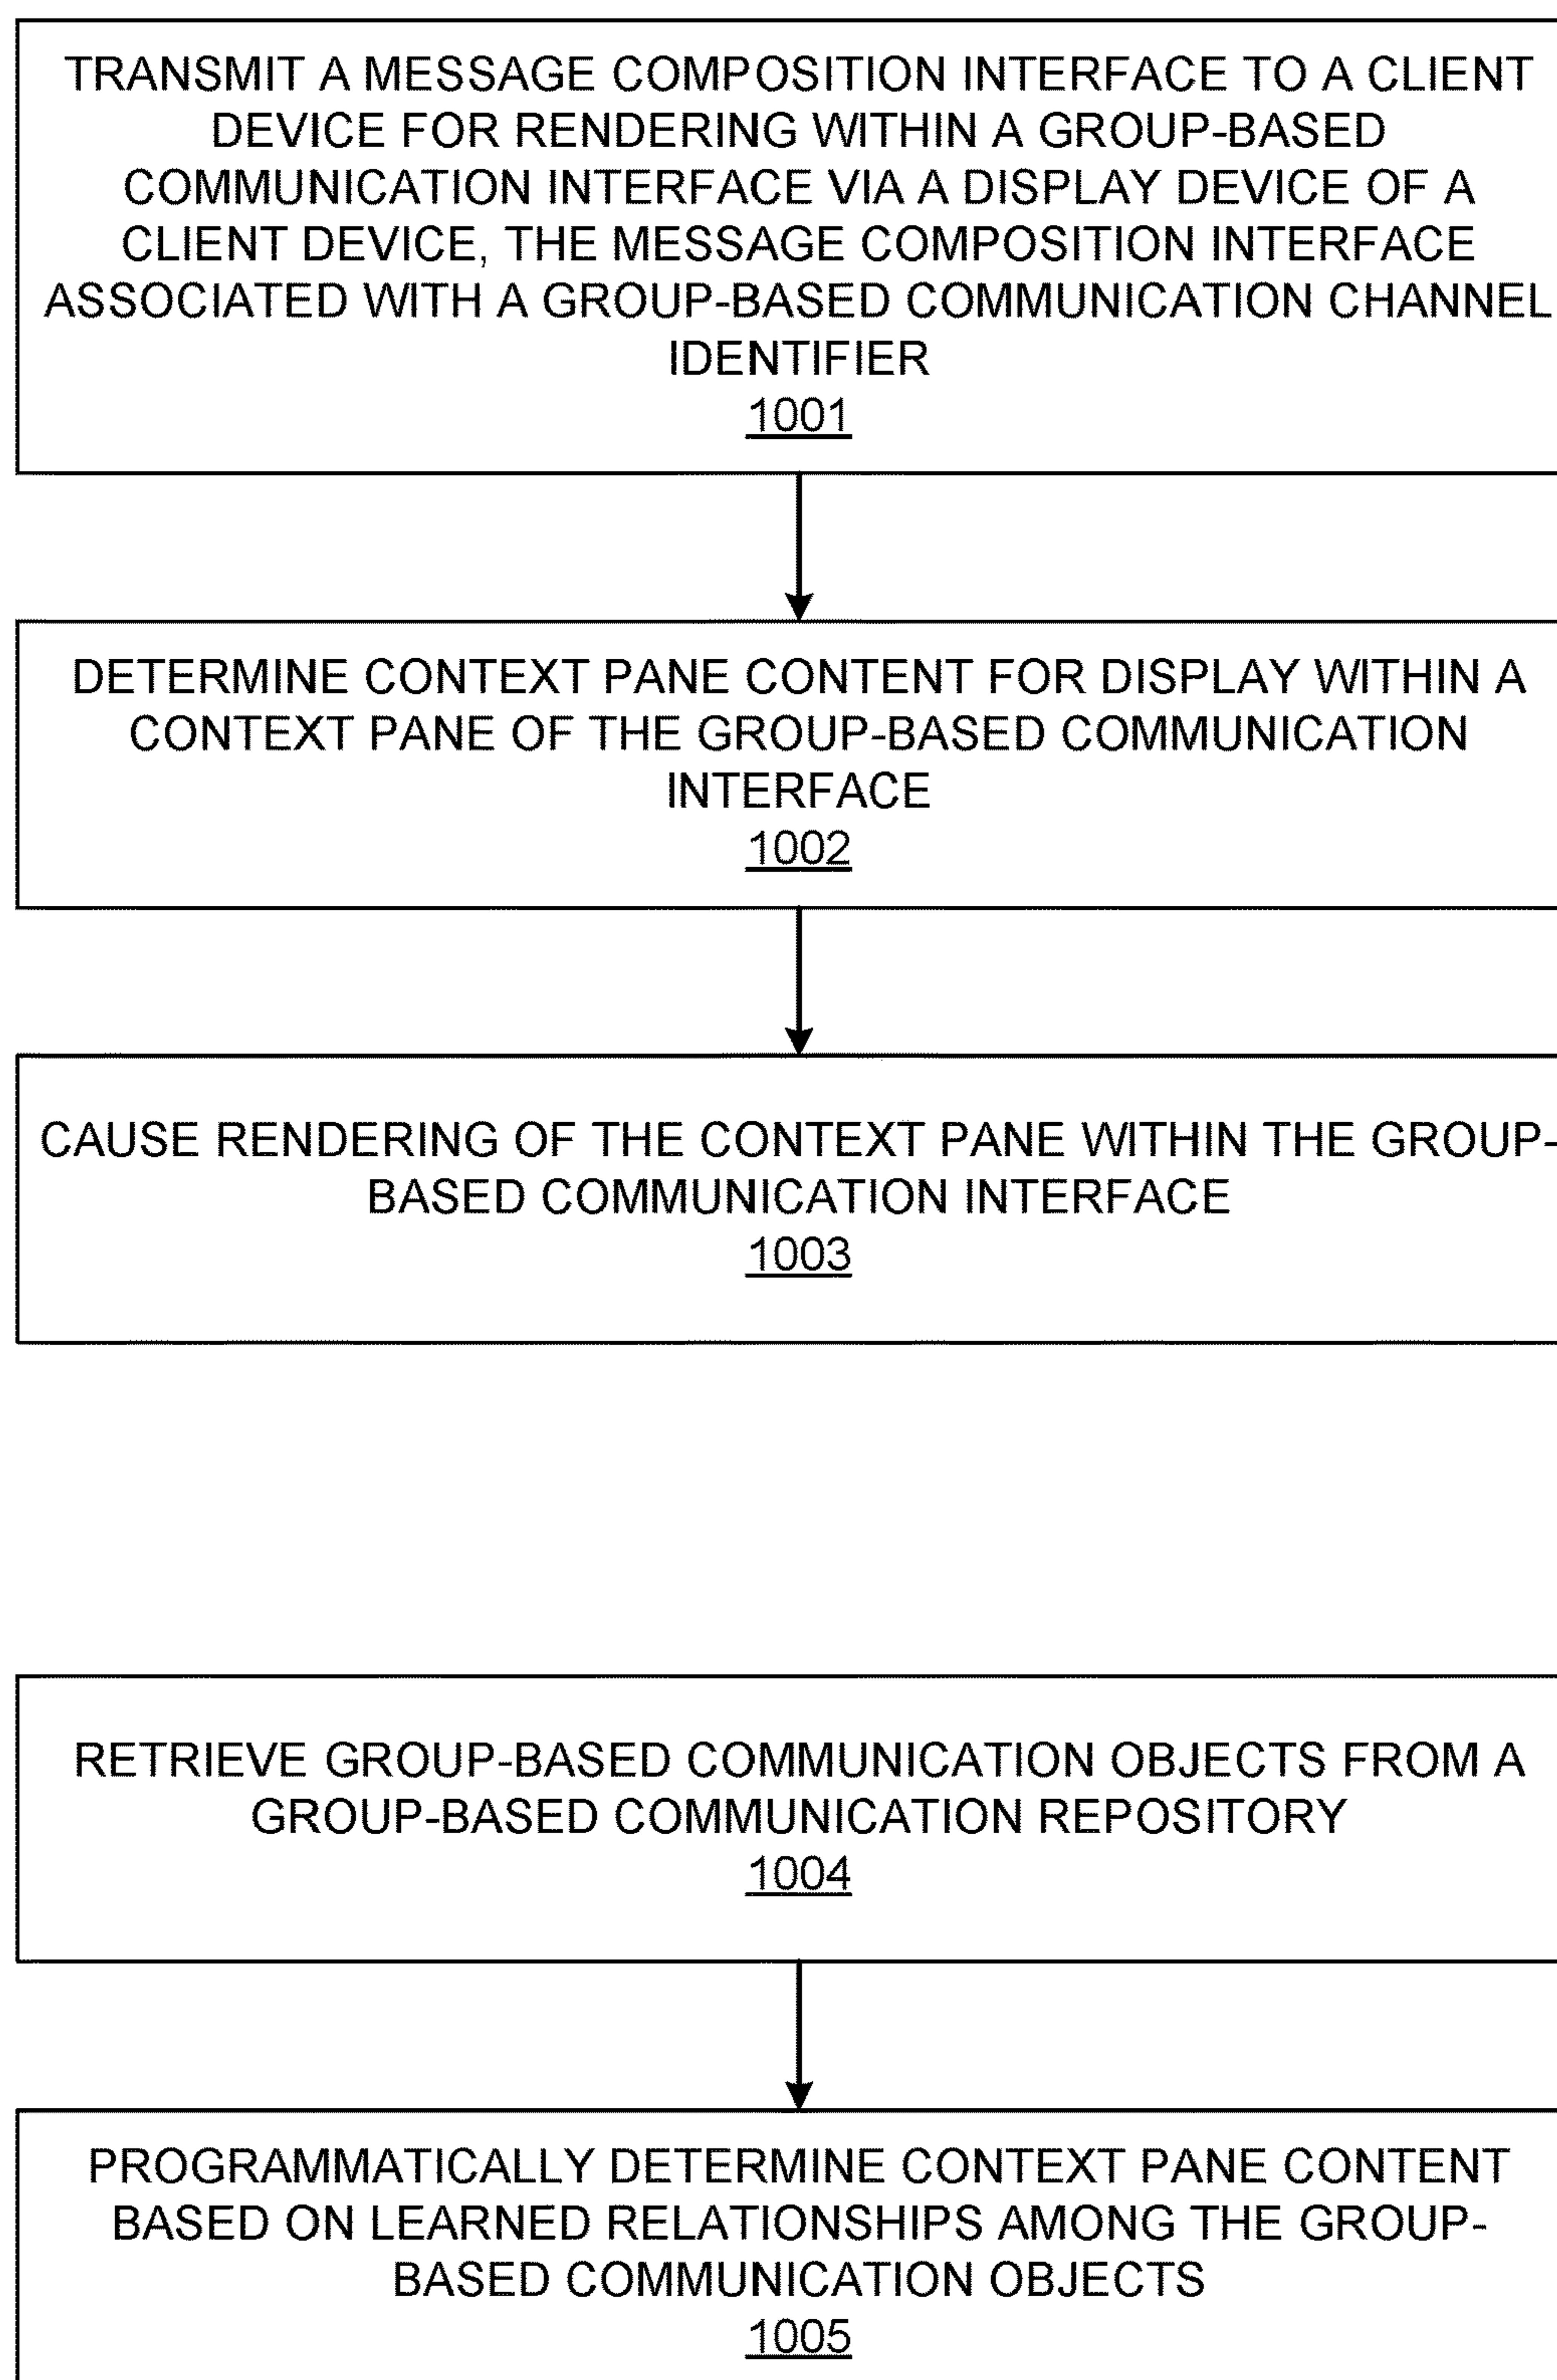 TRANSMIT A MESSAGE COMPOSITION INTERFACE TO A CLIENT
DEVICE FOR RENDERING WITHIN A GROUP-BASED
COMMUNICATION INTERFACE VIA A DISPLAY DEVICE OF A
CLIENT DEVICE, THE MESSAGE COMPOSITION INTERFACE
ASSOCIATED WITH A GROUP-BASED COMMUNICATION CHANNEL
IDENTIFIER
1001
DETERMINE CONTEXT PANE CONTENT FOR DISPLAY WITHIN A
CONTEXT PANE OF THE GROUP-BASED COMMUNICATION
INTERFACE
1002
CAUSE RENDERING OF THE CONTEXT PANE WITHIN THE GROUP-
BASED COMMUNICATION INTERFACE
1003
RETRIEVE GROUP-BASED COMMUNICATION OBJECTS FROM A
GROUP-BASED COMMUNICATION REPOSITORY
1004
PROGRAMMATICALLY DETERMINE CONTEXT PANE CONTENT
BASED ON LEARNED RELATIONSHIPS AMONG THE GROUP-
BASED COMMUNICATION OBJECTS
1005